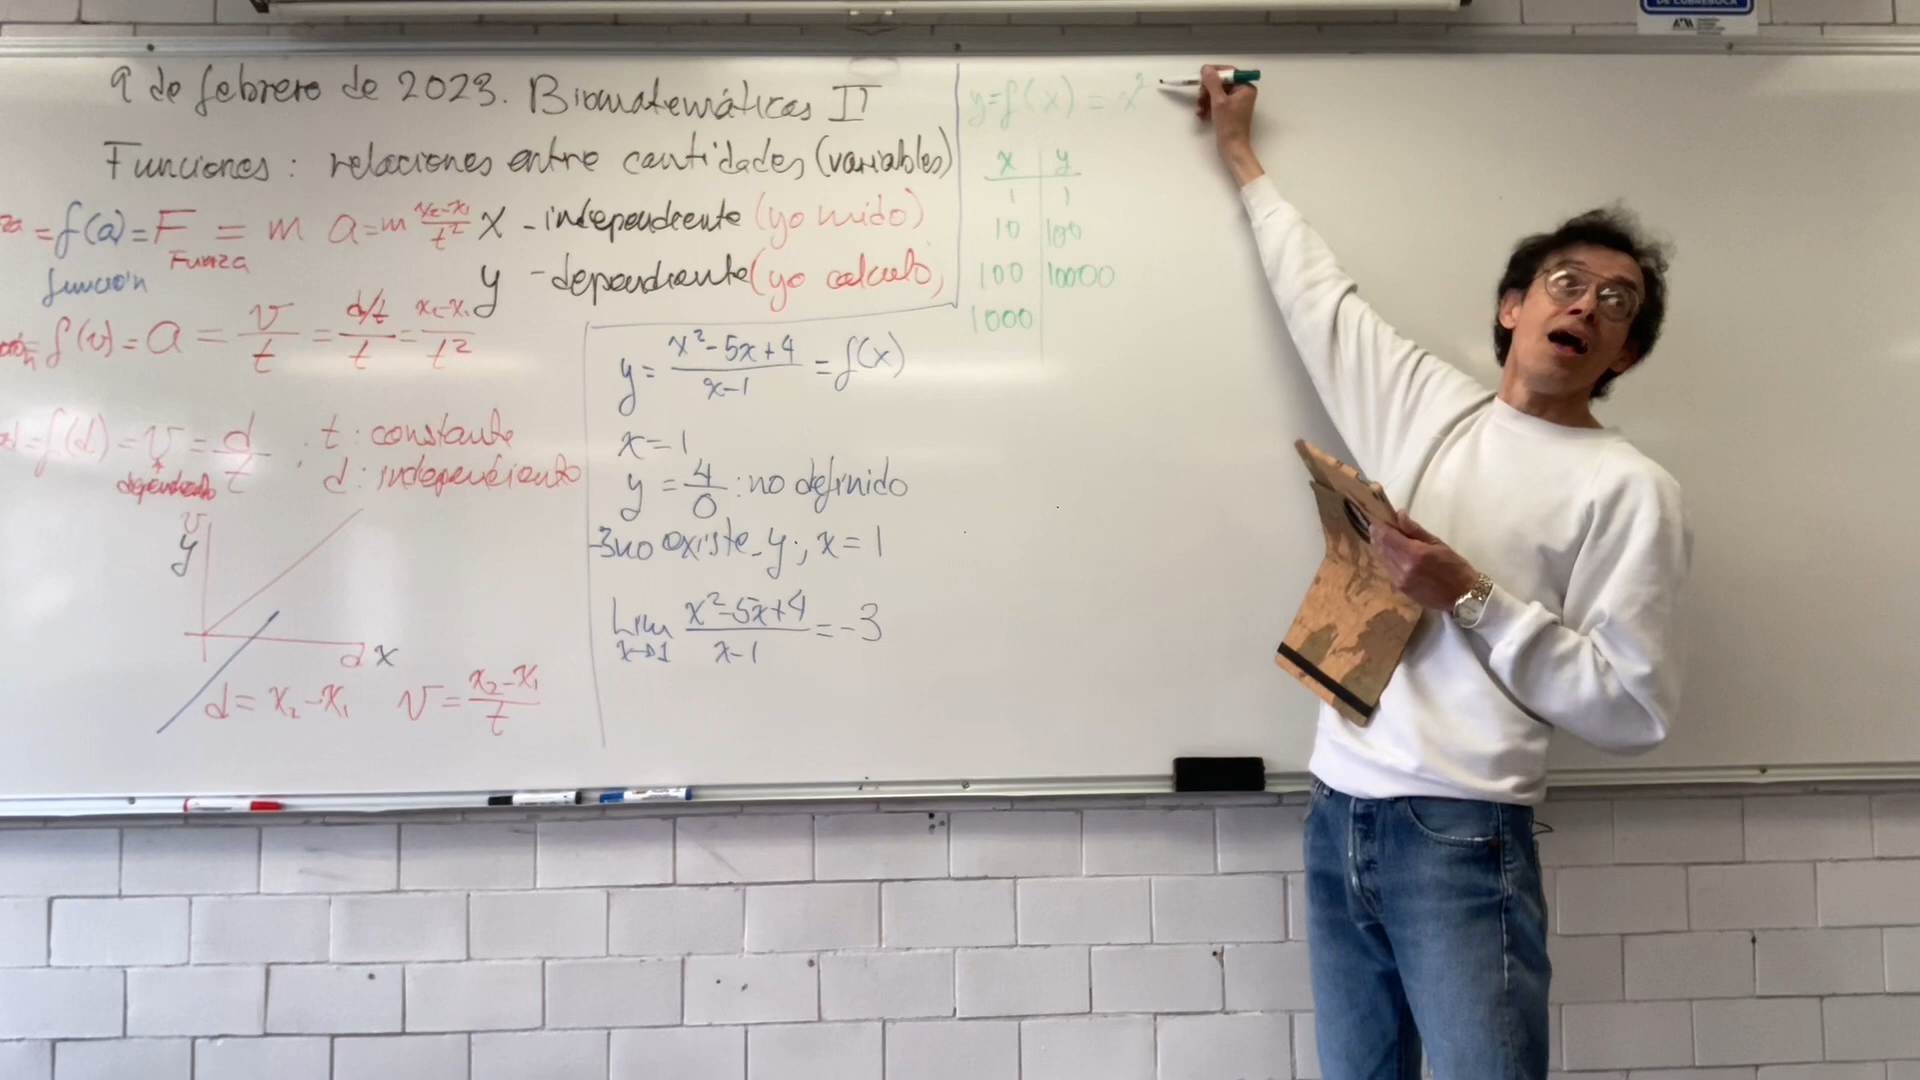 9 de febrero de 2023. Biomatemáticas II
Funciones: relaciones entre cantidades (variables)
= f(a) = F = m a = m (x₂-x₁)/t²
función
Fuerza
x - independiente (yo mido)
y - dependiente (yo calculo)
f(v) = a = v/t = d/t/t = x₂-x₁/t²
= f(d) = v = d/t ; t: constante
dependiente
d: independiente
v
y
d x
d = x₂-x₁ v = x₂-x₁/t
y = x²-5x+4/x-1 = f(x)
x=1
y = 4/0 : no definido
no existe y; x=1
Lim x→1 x²-5x+4/x-1 = -3
y=f(x) = x²
x y
1 1
10 100
100 10000
1000
DE CUBREBOCA